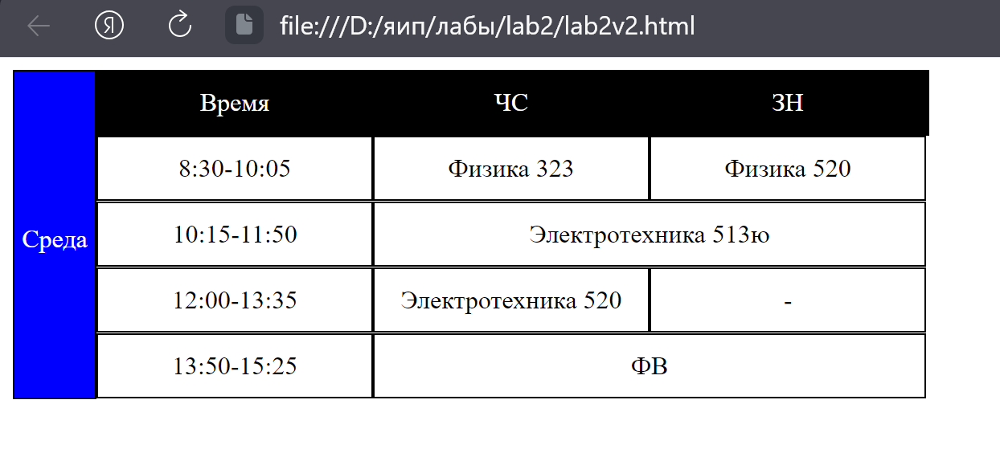 Я file:///D:/яип/лабы/lab2/lab2v2.html
Время ЧС ЗН
8:30-10:05 Физика 323 Физика 520
Среда 10:15-11:50 Электротехника 513ю
12:00-13:35 Электротехника 520 -
13:50-15:25 ФВ